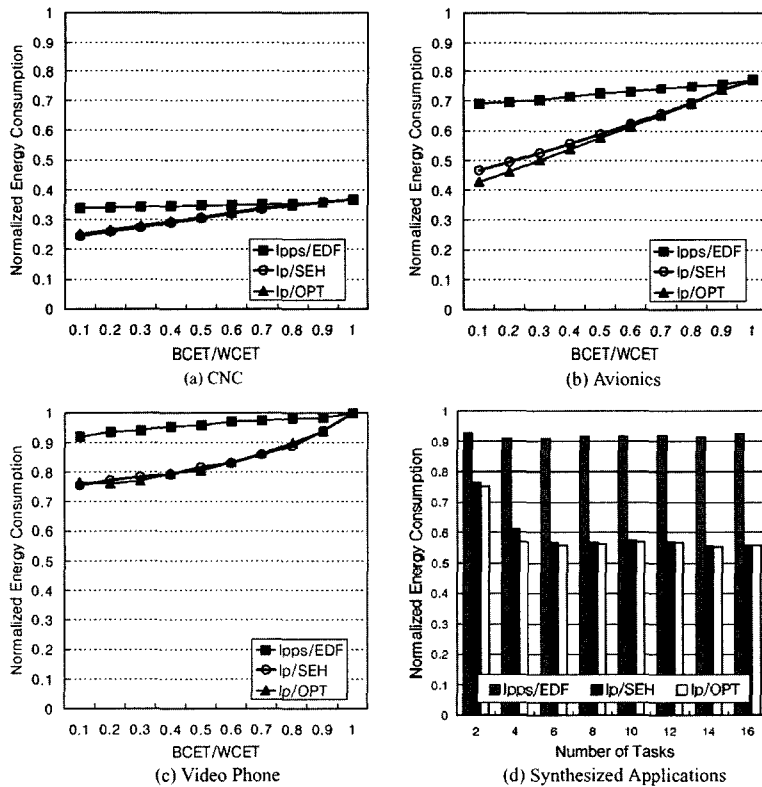 Normalized Energy Consumption
1
0.9
0.8
0.7
0.6
0.5
0.4
0.3
0.2
0.1
0
lpps/EDF
lp/SEH
lp/OPT
0.1 0.2 0.3 0.4 0.5 0.6 0.7 0.8 0.9 1
BCET/WCET
(a) CNC
Normalized Energy Consumption
1
0.9
0.8
0.7
0.6
0.5
0.4
0.3
0.2
0.1
0
lpps/EDF
lp/SEH
lp/OPT
0.1 0.2 0.3 0.4 0.5 0.6 0.7 0.8 0.9 1
BCET/WCET
(b) Avionics
Normalized Energy Consumption
1
0.9
0.8
0.7
0.6
0.5
0.4
0.3
0.2
0.1
0
lpps/EDF
lp/SEH
lp/OPT
0.1 0.2 0.3 0.4 0.5 0.6 0.7 0.8 0.9 1
BCET/WCET
(c) Video Phone
Normalized Energy Consumption
1
0.9
0.8
0.7
0.6
0.5
0.4
0.3
0.2
0.1
0
lpps/EDF lp/SEH lp/OPT
2 4 6 8 10 12 14 16
Number of Tasks
(d) Synthesized Applications